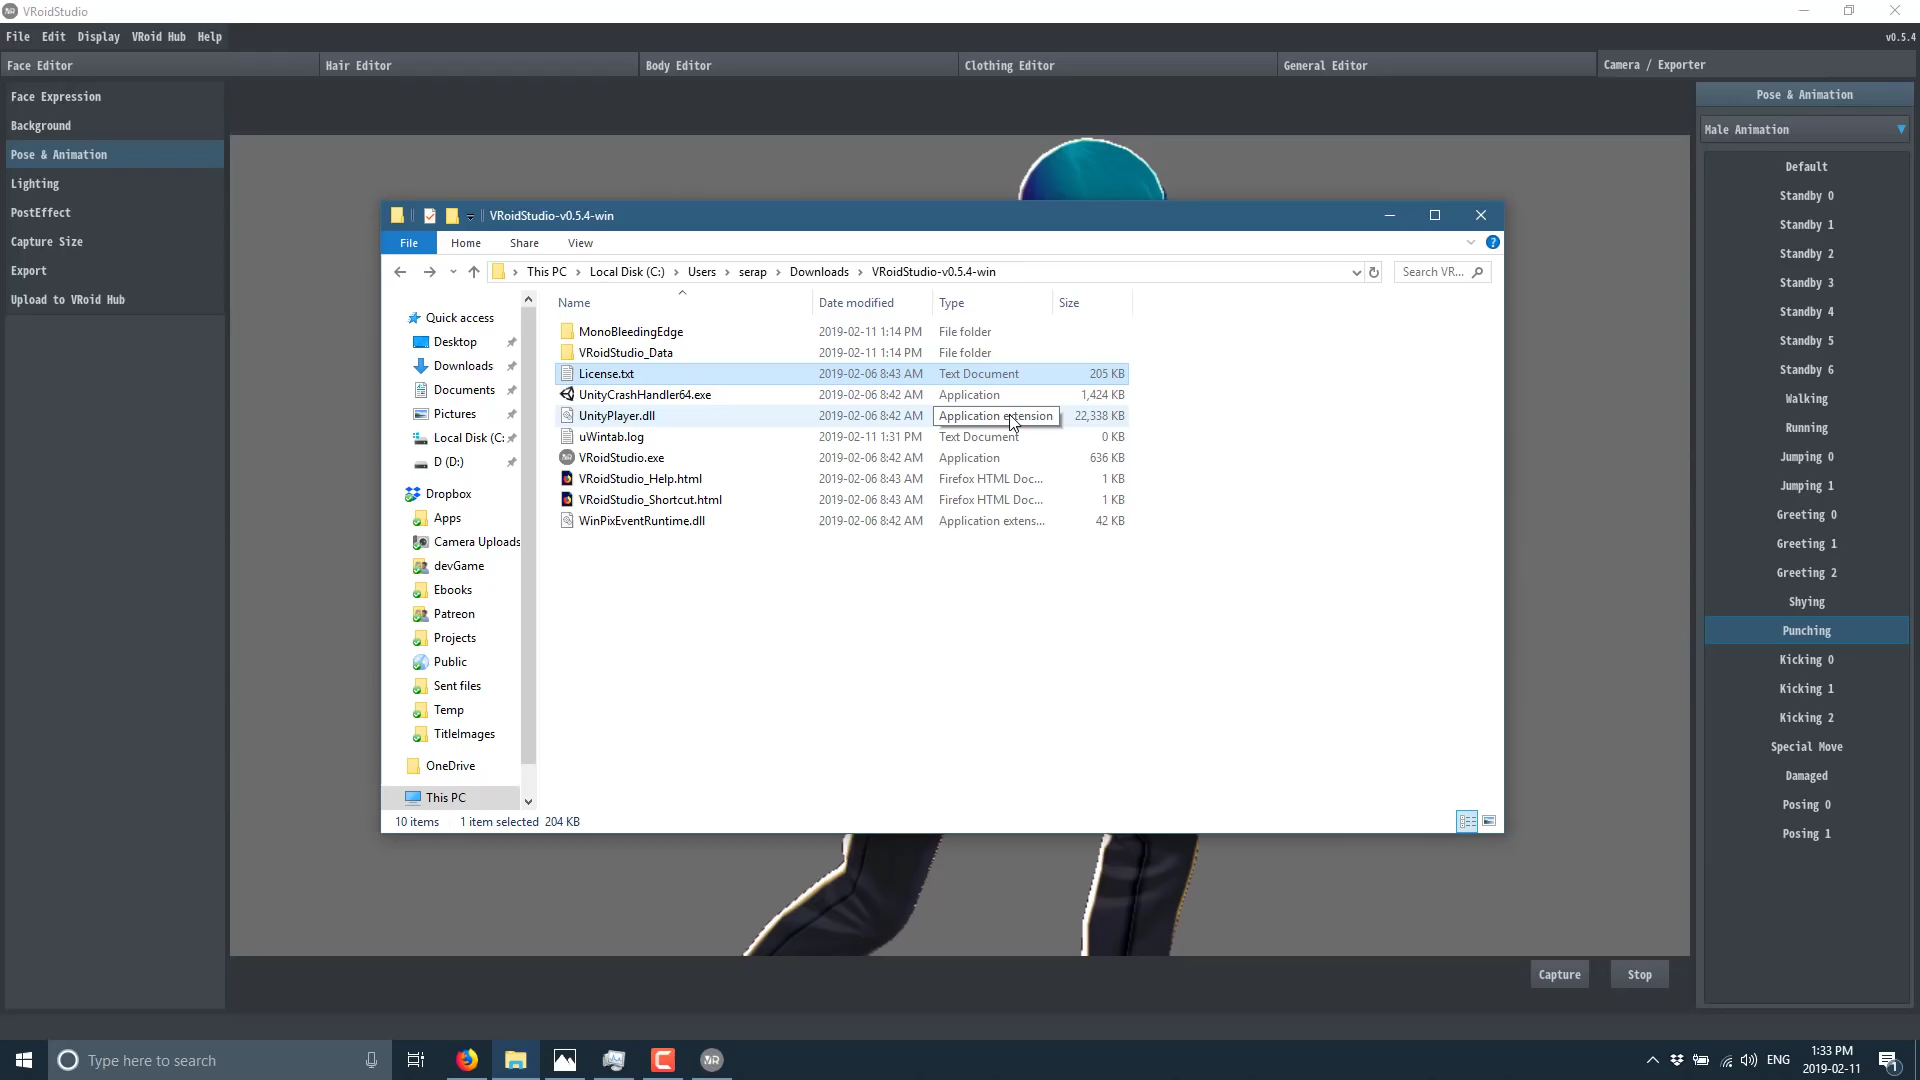 VRoidStudio
File Edit Display VRoid Hub Help
v0.5.4
Face Editor
Hair Editor
Body Editor
Clothing Editor
General Editor
Camera / Exporter
Face Expression
Background
Pose & Animation
Lighting
PostEffect
Capture Size
Export
Upload to VRoid Hub
VRoidStudio-v0.5.4-win
File Home Share View
This PC > Local Disk (C:) > Users > serap > Downloads > VRoidStudio-v0.5.4-win
Search VR...
Quick access
Desktop
Downloads
Documents
Pictures
Local Disk (C:
D (D:)
Dropbox
Apps
Camera Uploads
devGame
Ebooks
Patreon
Projects
Public
Sent files
Temp
TitleImages
OneDrive
This PC
Name Date modified Type Size
MonoBleedingEdge 2019-02-11 1:14 PM File folder
VRoidStudio_Data 2019-02-11 1:14 PM File folder
License.txt 2019-02-06 8:43 AM Text Document 205 KB
UnityCrashHandler64.exe 2019-02-06 8:42 AM Application 1,424 KB
UnityPlayer.dll 2019-02-06 8:42 AM Application extension 22,338 KB
uWintab.log 2019-02-11 1:31 PM Text Document 0 KB
VRoidStudio.exe 2019-02-06 8:42 AM Application 636 KB
VRoidStudio_Help.html 2019-02-06 8:43 AM Firefox HTML Doc... 1 KB
VRoidStudio_Shortcut.html 2019-02-06 8:43 AM Firefox HTML Doc... 1 KB
WinPixEventRuntime.dll 2019-02-06 8:42 AM Application extens... 42 KB
10 items 1 item selected 204 KB
Pose & Animation
Male Animation
Default
Standby 0
Standby 1
Standby 2
Standby 3
Standby 4
Standby 5
Standby 6
Walking
Running
Jumping 0
Jumping 1
Greeting 0
Greeting 1
Greeting 2
Shying
Punching
Kicking 0
Kicking 1
Kicking 2
Special Move
Damaged
Posing 0
Posing 1
Capture
Stop
Type here to search
ENG
1:33 PM
2019-02-11
1